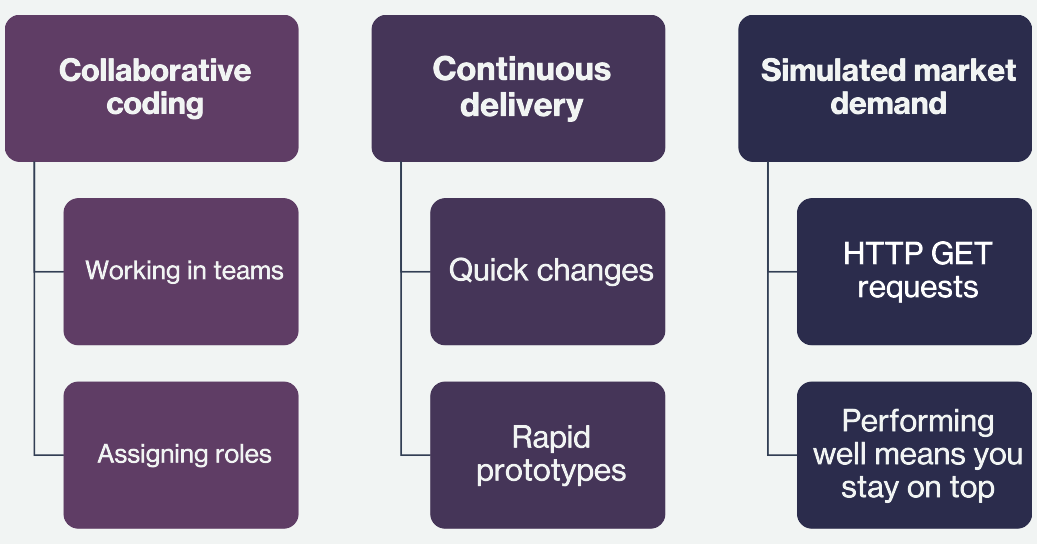 Collaborative
coding
Working in teams
Assigning roles
Continuous
delivery
Quick changes
Rapid
prototypes
Simulated market
demand
HTTP GET
requests
Performing
well means you
stay on top